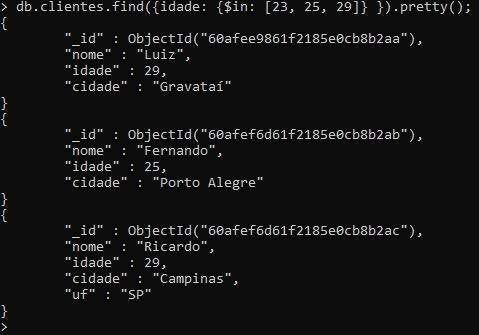 > db.clientes.find({idade: {$in: [23, 25, 29]} }).pretty();
{
        "_id" : ObjectId("60afee9861f2185e0cb8b2aa"),
        "nome" : "Luiz",
        "idade" : 29,
        "cidade" : "Gravataí"
}
{
        "_id" : ObjectId("60afef6d61f2185e0cb8b2ab"),
        "nome" : "Fernando",
        "idade" : 25,
        "cidade" : "Porto Alegre"
}
{
        "_id" : ObjectId("60afef6d61f2185e0cb8b2ac"),
        "nome" : "Ricardo",
        "idade" : 29,
        "cidade" : "Campinas",
        "uf" : "SP"
}
>